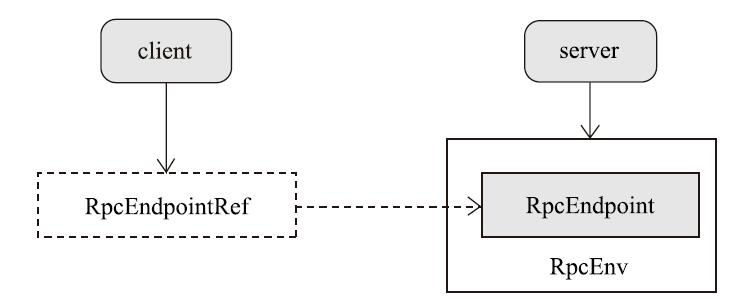 client
server
RpcEndpointRef
RpcEndpoint
RpcEnv